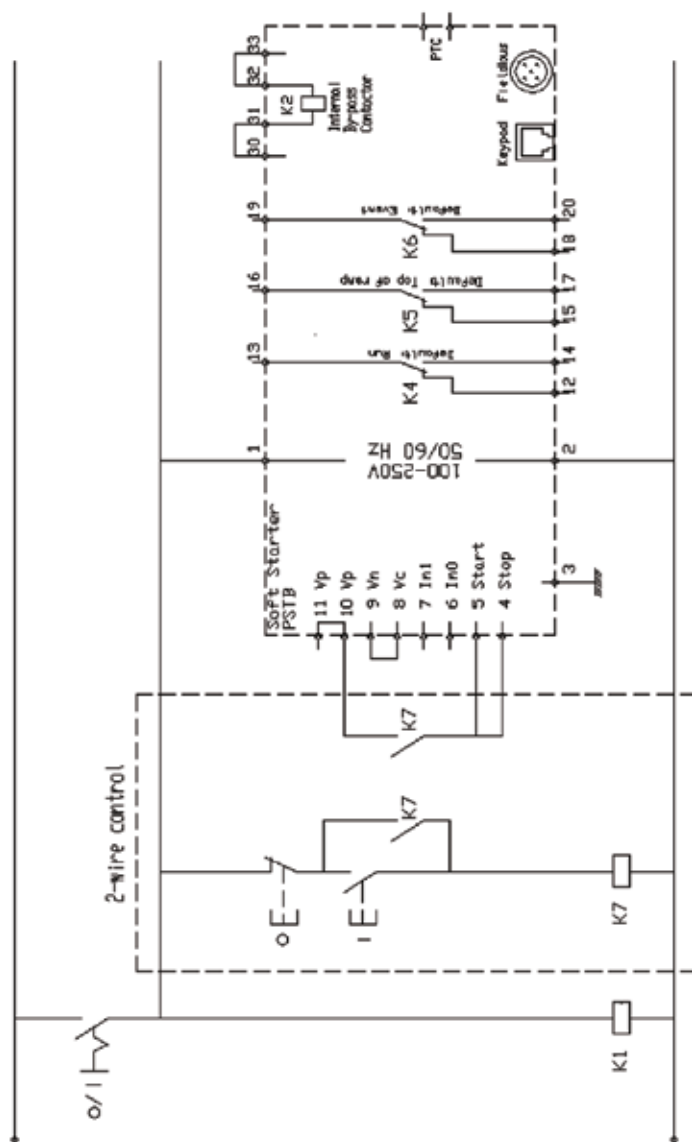 O/I
2-wire control
O
I
K7
K7
K1
K7
1
13
16
19
30
31
32
33
Soft Starter
PSTB
K2
Internal
By-pass
Contactor
11 Vp
10 Vp
9 Vn
8 Vc
7 In1
6 In0
5 Start
4 Stop
100-250V
50/60 Hz
K4
Default: Run
K5
Default: Top of ramp
K6
Default: Event
PTC
Keypad
Fieldbus
3
2
12
14
15
17
18
20